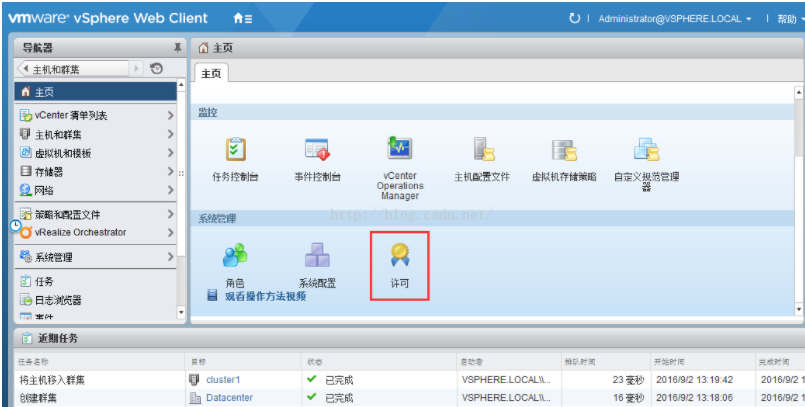 vmware® vSphere Web Client
Administrator@VSPHERE.LOCAL
帮助
导航器
主页
主机和群集
主页
主页
vCenter 清单列表
主机和群集
虚拟机和模板
存储器
网络
策略和配置文件
vRealize Orchestrator
系统管理
任务
日志浏览器
事件
监控
任务控制台
事件控制台
vCenter
Operations
Manager
主机配置文件
虚拟机存储策略
自定义规范管理
器
http://blog.csdn.net/
系统管理
角色
系统配置
许可
观看操作方法视频
近期任务
任务名称 目标 状态 启动者 排队时间 开始时间 完成时间
将主机移入群集 cluster1 已完成 VSPHERE.LOCAL\\... 23 毫秒 2016/9/2 13:19:42 2016/9/2 1
创建群集 Datacenter 已完成 VSPHERE.LOCAL\\... 16 毫秒 2016/9/2 13:18:06 2016/9/2 1